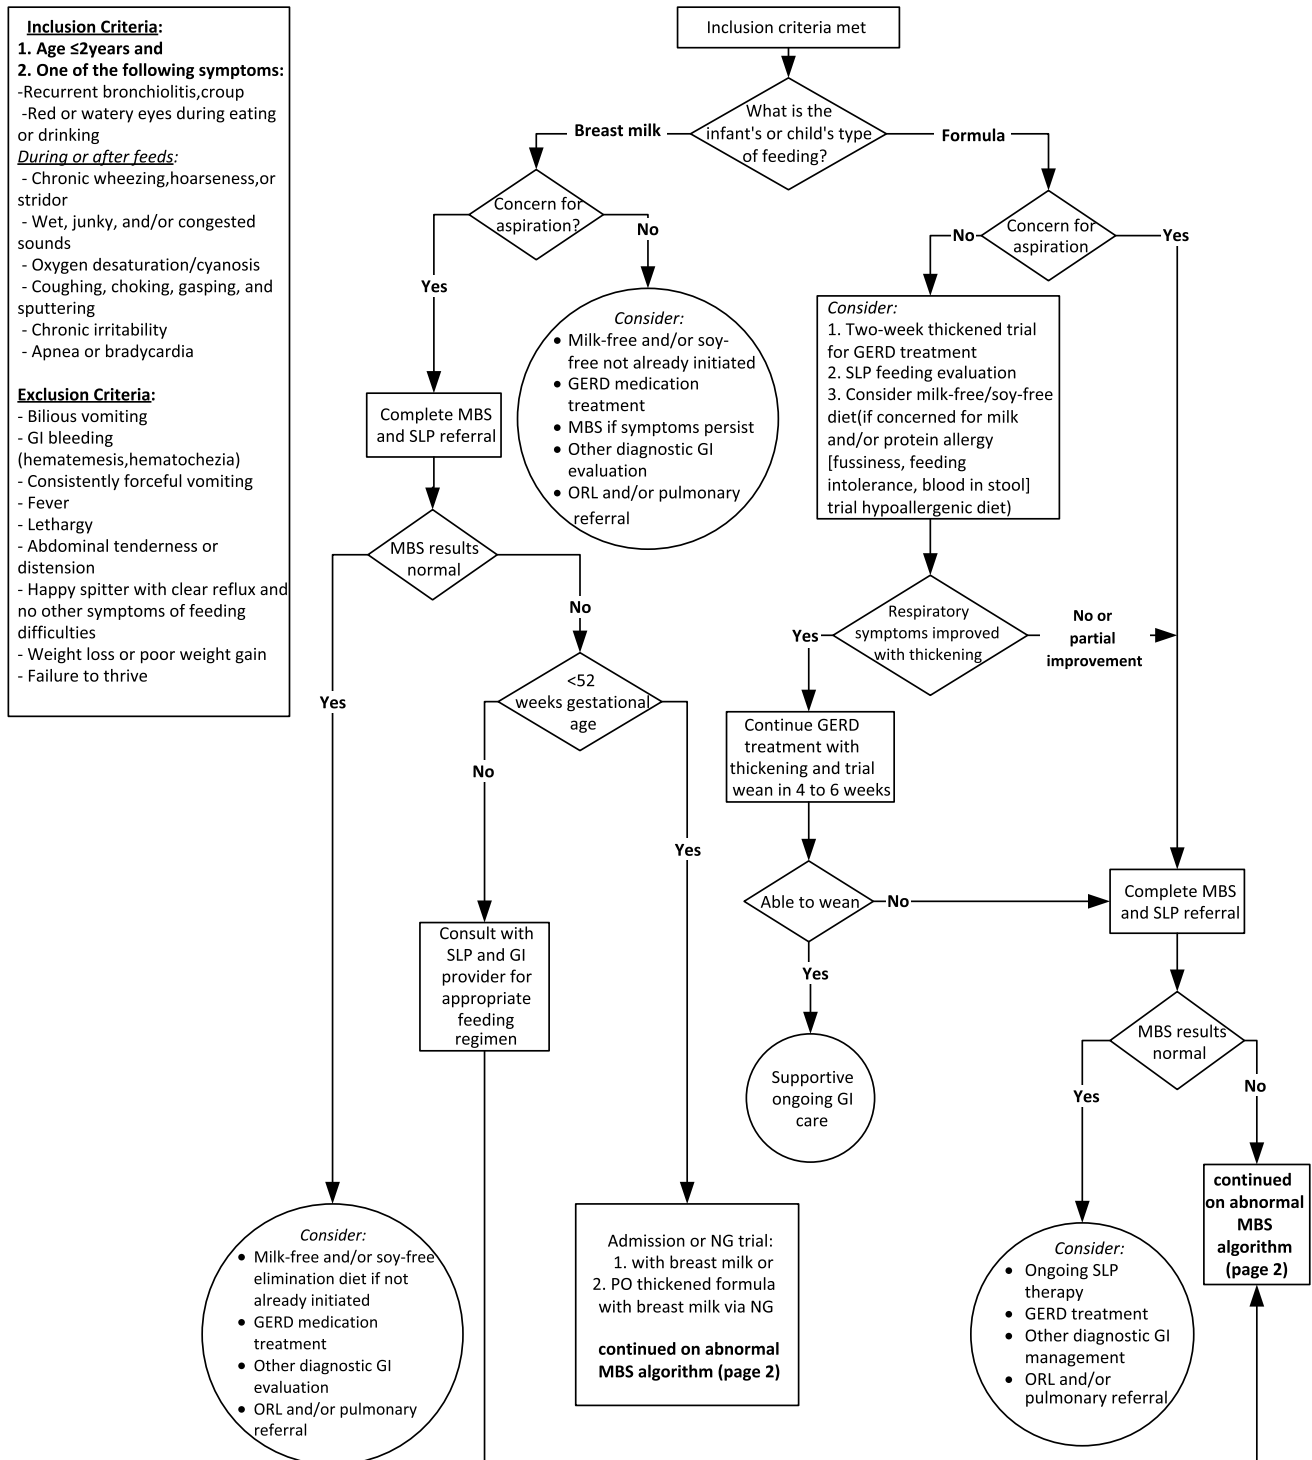 Inclusion Criteria:
1. Age ≤2years and
2. One of the following symptoms:
-Recurrent bronchiolitis,croup
-Red or watery eyes during eating
or drinking
During or after feeds:
- Chronic wheezing,hoarseness,or
stridor
- Wet, junky, and/or congested
sounds
- Oxygen desaturation/cyanosis
- Coughing, choking, gasping, and
sputtering
- Chronic irritability
- Apnea or bradycardia
Exclusion Criteria:
- Bilious vomiting
- GI bleeding
(hematemesis,hematochezia)
- Consistently forceful vomiting
- Fever
- Lethargy
- Abdominal tenderness or
distension
- Happy spitter with clear reflux and
no other symptoms of feeding
difficulties
- Weight loss or poor weight gain
- Failure to thrive
Inclusion criteria met
What is the
infant's or child's type
of feeding?
Breast milk
Formula
Concern for
aspiration?
No
Yes
Consider:
• Milk-free and/or soy-
free not already initiated
• GERD medication
treatment
• MBS if symptoms persist
• Other diagnostic GI
evaluation
• ORL and/or pulmonary
referral
Complete MBS
and SLP referral
MBS results
normal
Yes
No
<52
weeks gestational
age
No
Yes
Consult with
SLP and GI
provider for
appropriate
feeding
regimen
Consider:
• Milk-free and/or soy-free
elimination diet if not
already initiated
• GERD medication
treatment
• Other diagnostic GI
evaluation
• ORL and/or pulmonary
referral
Admission or NG trial:
1. with breast milk or
2. PO thickened formula
with breast milk via NG
continued on abnormal
MBS algorithm (page 2)
Concern for
aspiration
No
Yes
Consider:
1. Two-week thickened trial
for GERD treatment
2. SLP feeding evaluation
3. Consider milk-free/soy-free
diet(if concerned for milk
and/or protein allergy
[fussiness, feeding
intolerance, blood in stool]
trial hypoallergenic diet)
Respiratory
symptoms improved
with thickening
Yes
No or
partial
improvement
Continue GERD
treatment with
thickening and trial
wean in 4 to 6 weeks
Able to wean
No
Yes
Supportive
ongoing GI
care
Complete MBS
and SLP referral
MBS results
normal
Yes
No
Consider:
• Ongoing SLP
therapy
• GERD treatment
• Other diagnostic GI
management
• ORL and/or
pulmonary referral
continued
on abnormal
MBS
algorithm
(page 2)